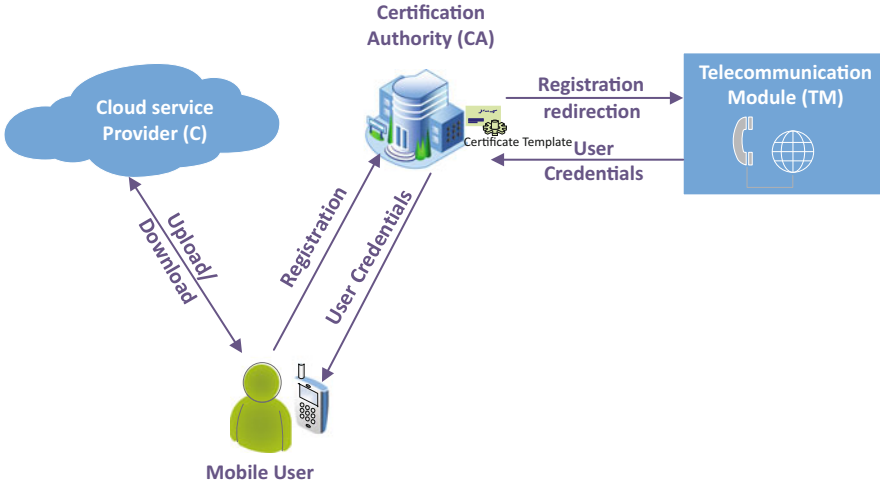 Certification
Authority (CA)
Cloud service
Provider (C)
Registration
redirection
Telecommunication
Module (TM)
Certificate Template
User
Credentials
Upload/
Download
Registration
User Credentials
Mobile User